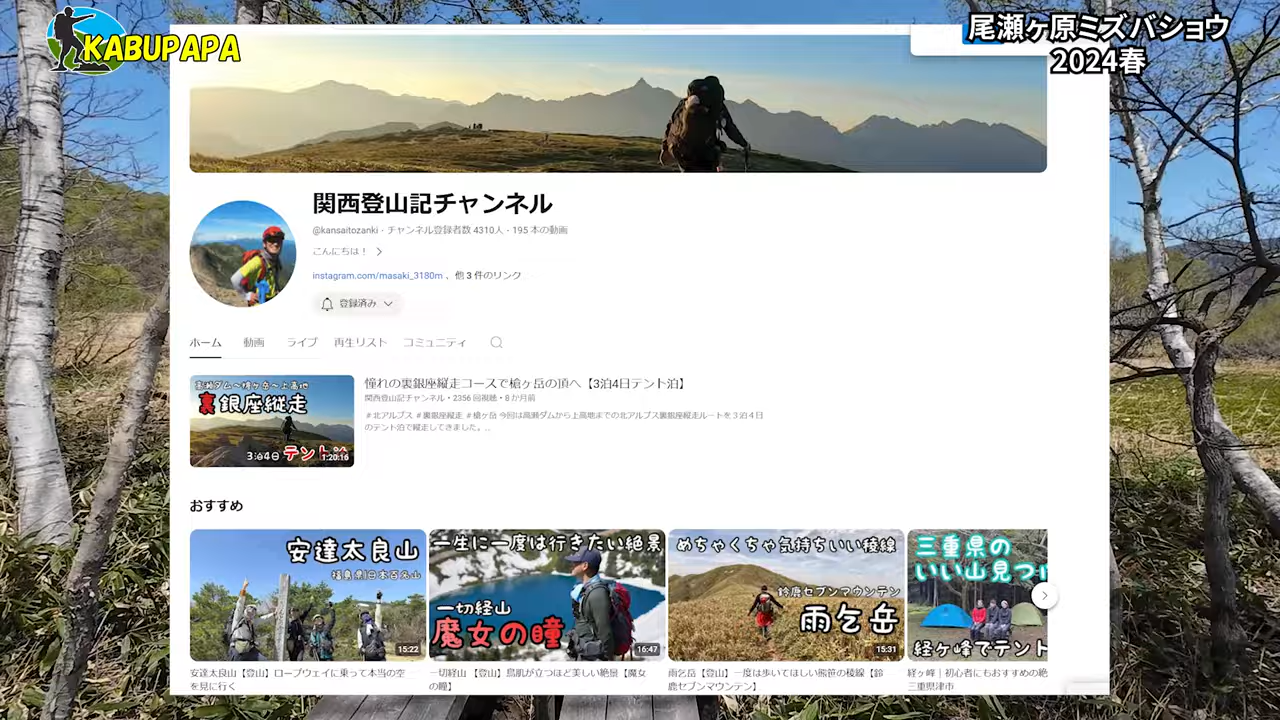 KABUPAPA
尾瀬ヶ原ミズバショウ
2024春
関西登山記チャンネル
@kansaitozanki・チャンネル登録者数 4310人・195 本の動画
こんにちは！
instagram.com/masaki_3180m 、他 3 件のリンク
登録済み
ホーム 動画 ライブ 再生リスト コミュニティ
高瀬ダム〜槍ヶ岳〜上高地
裏銀座縦走
3泊4日 テント泊
1:20:16
憧れの裏銀座縦走コースで槍ヶ岳の頂へ【3泊4日テント泊】
関西登山記チャンネル・2356 回視聴・8 か月前
＃北アルプス ＃裏銀座縦走 ＃槍ヶ岳 今回は高瀬ダムから上高地までの北アルプス裏銀座縦走ルートを３泊４日
のテント泊で縦走してきました。...
おすすめ
安達太良山
福島県|日本百名山
15:22
一生に一度は行きたい絶景
一切経山
魔女の瞳
16:47
めちゃくちゃ気持ちいい稜線
鈴鹿セブンマウンテン
雨乞岳
15:31
三重県の
いい山見つけ
経ヶ峰でテント
安達太良山【登山】ロープウェイに乗って本当の空
を見に行く
一切経山 【登山】鳥肌が立つほど美しい絶景【魔女
の瞳】
雨乞岳【登山】一度は歩いてほしい熊笹の稜線【鈴
鹿セブンマウンテン】
経ヶ峰｜初心者にもおすすめの絶
三重県津市